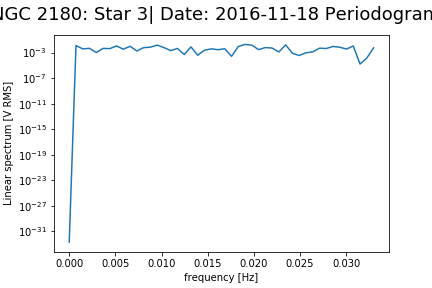 NGC 2180: Star 3| Date: 2016-11-18 Periodogram
Linear spectrum [V RMS]
10⁻³
10⁻⁷
10⁻¹¹
10⁻¹⁵
10⁻¹⁹
10⁻²³
10⁻²⁷
10⁻³¹
0.000 0.005 0.010 0.015 0.020 0.025 0.030
frequency [Hz]